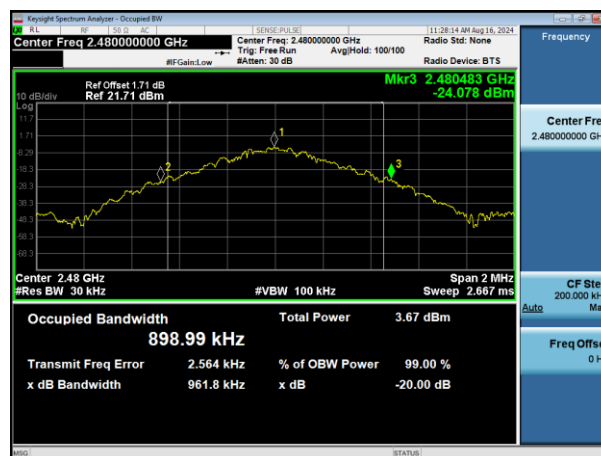 Keysight Spectrum Analyzer - Occupied BW
RL RF 50 Ω AC SENSE:PULSE 11:28:14 AM Aug 16, 2024
Center Freq 2.480000000 GHz
Center Freq: 2.480000000 GHz Radio Std: None
Trig: Free Run Avg|Hold: 100/100
#IFGain:Low #Atten: 30 dB Radio Device: BTS
Frequency
Ref Offset 1.71 dB
10 dB/div Ref 21.71 dBm
Mkr3 2.480483 GHz
-24.078 dBm
Log
11.7
1.71
-8.29
-18.3
-28.3
-38.3
-48.3
-58.3
-68.3
1
2
3
Center 2.48 GHz Span 2 MHz
#Res BW 30 kHz #VBW 100 kHz Sweep 2.667 ms
Occupied Bandwidth Total Power 3.67 dBm
898.99 kHz
Transmit Freq Error 2.564 kHz % of OBW Power 99.00 %
x dB Bandwidth 961.8 kHz x dB -20.00 dB
Center Fre
2.480000000 GH
CF Ste
200.000 kH
Auto Ma
Freq Offse
0 H
MSG STATUS